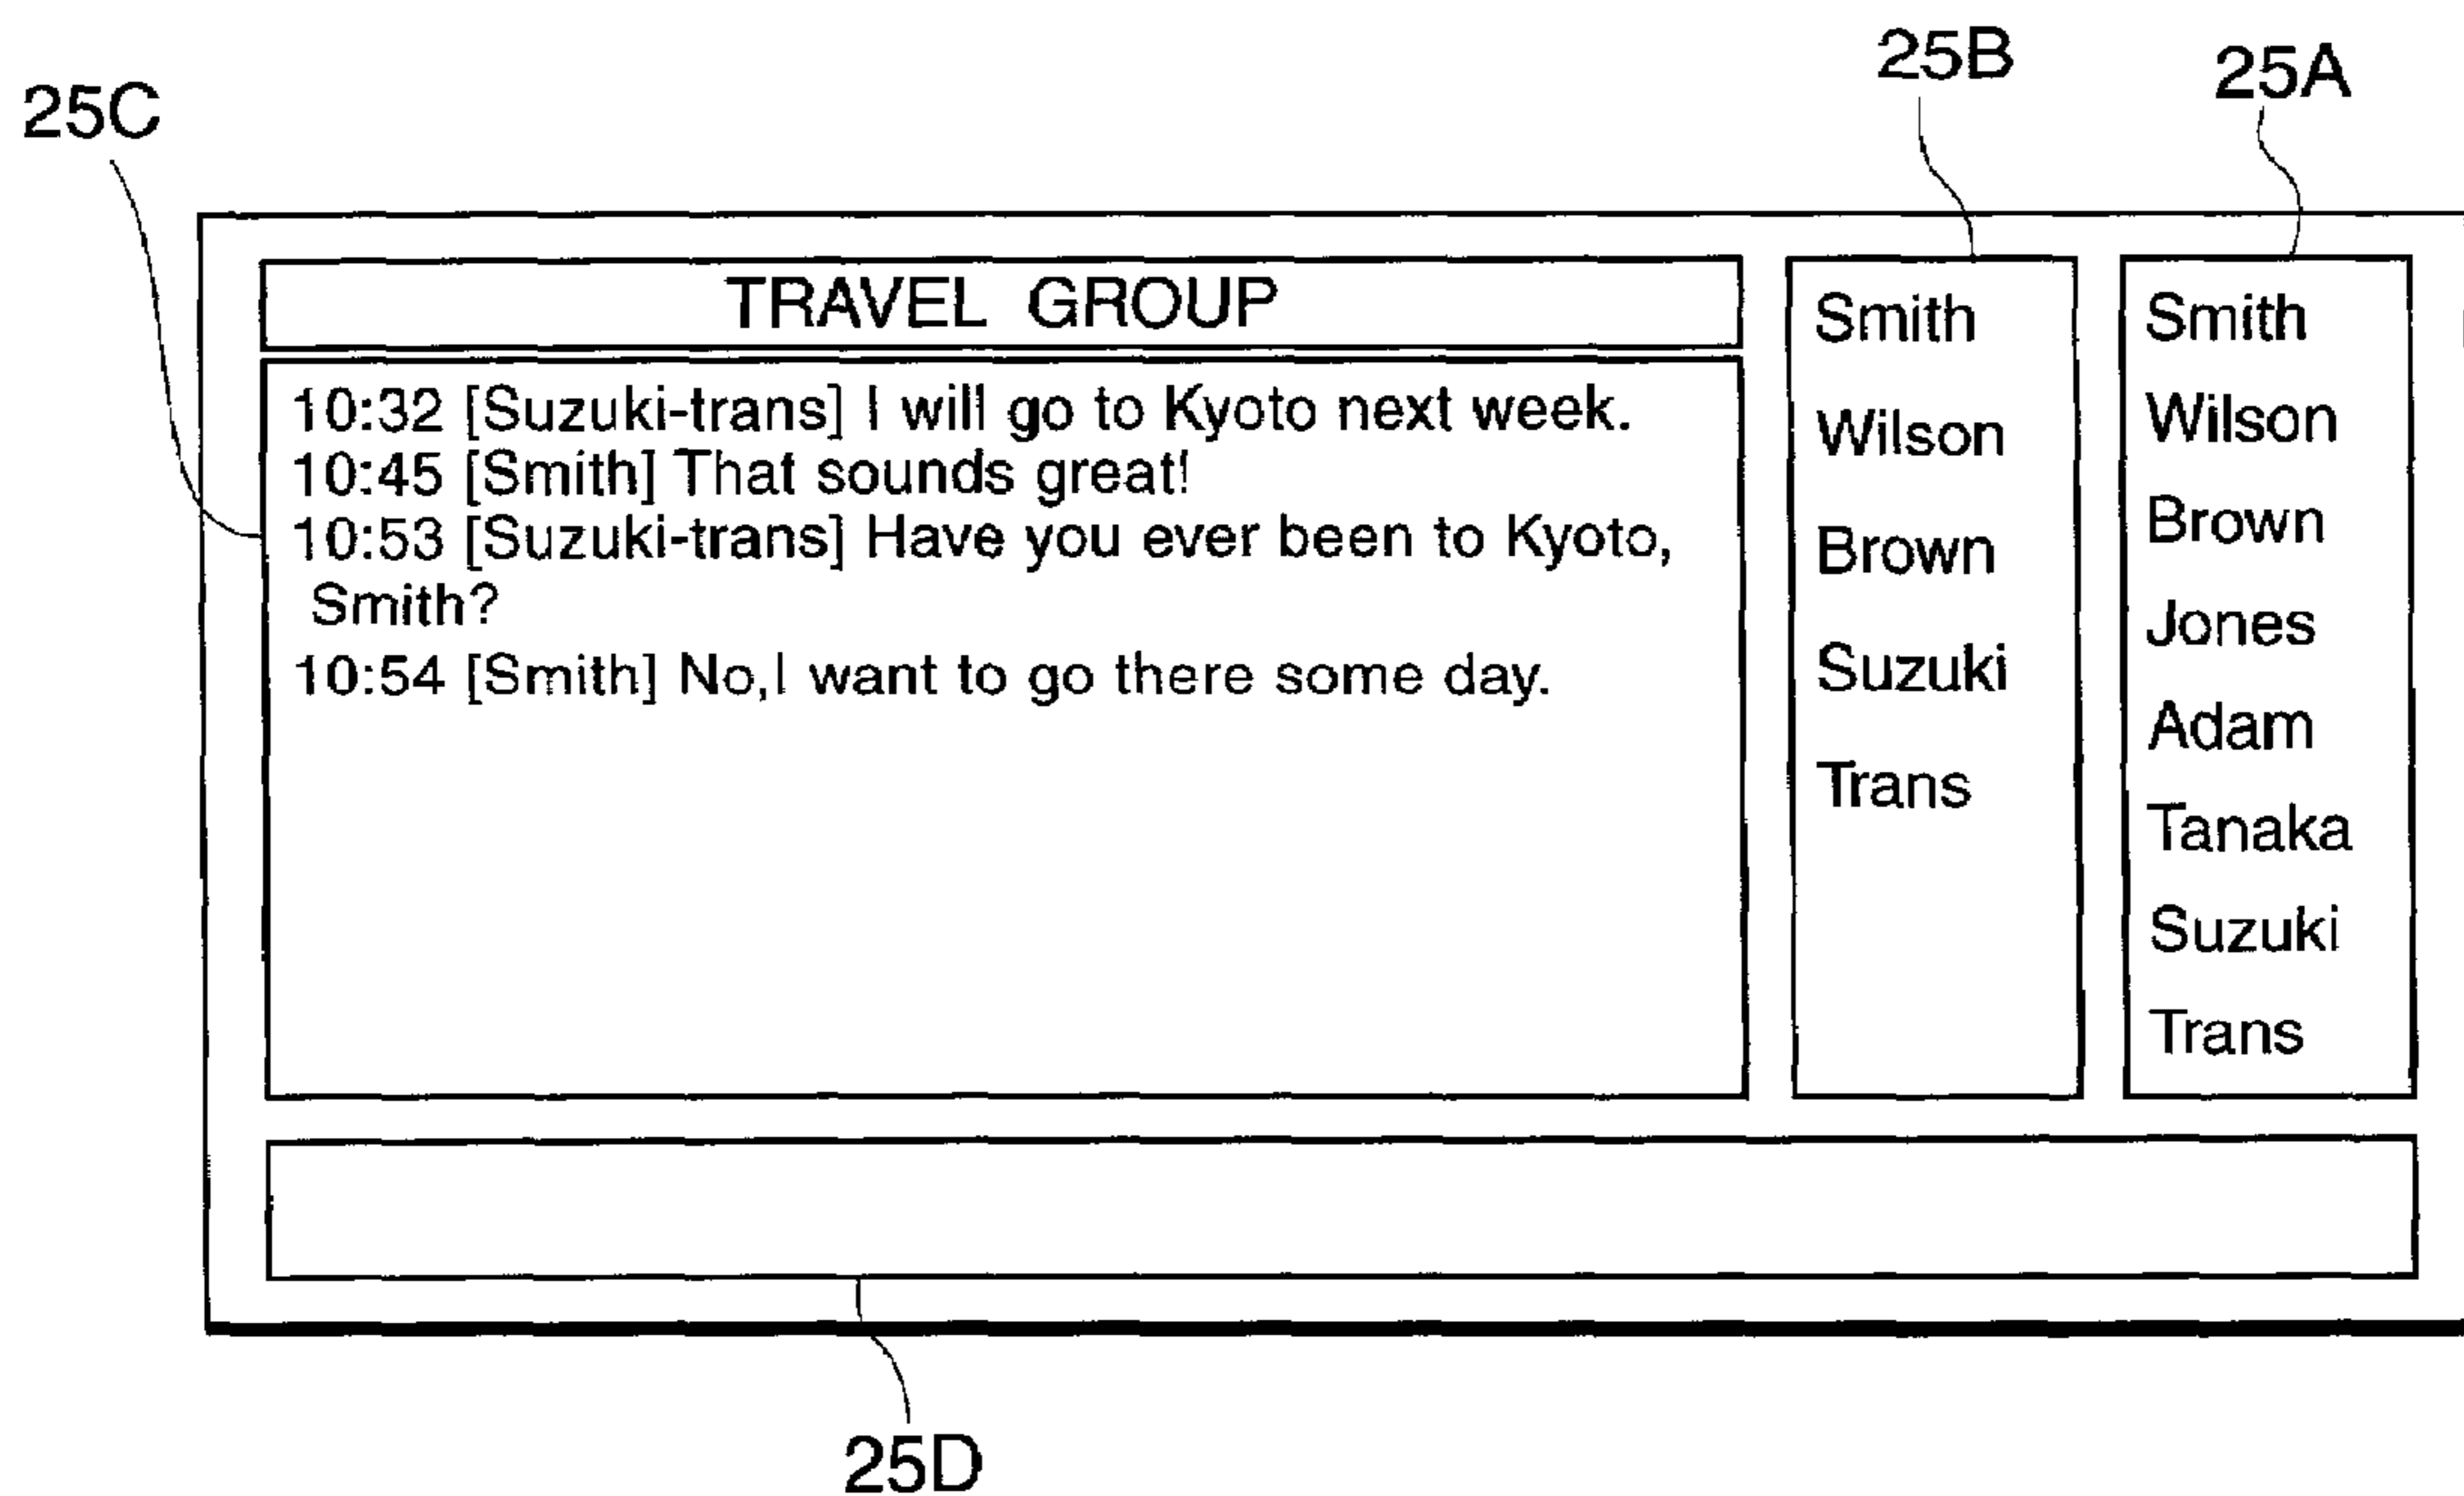 25B
25A
25C
TRAVEL GROUP
10:32 [Suzuki-trans] I will go to Kyoto next week.
10:45 [Smith] That sounds great!
10:53 [Suzuki-trans] Have you ever been to Kyoto,
Smith?
10:54 [Smith] No,I want to go there some day.
Smith
Wilson
Brown
Suzuki
Trans
Smith
Wilson
Brown
Jones
Adam
Tanaka
Suzuki
Trans
25D